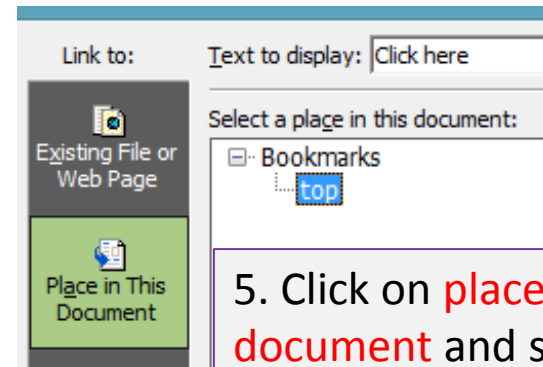 Link to:
Text to display: Click here
Existing File or
Web Page
Select a place in this document:
Bookmarks
top
Place in This
Document
5. Click on place
document and s